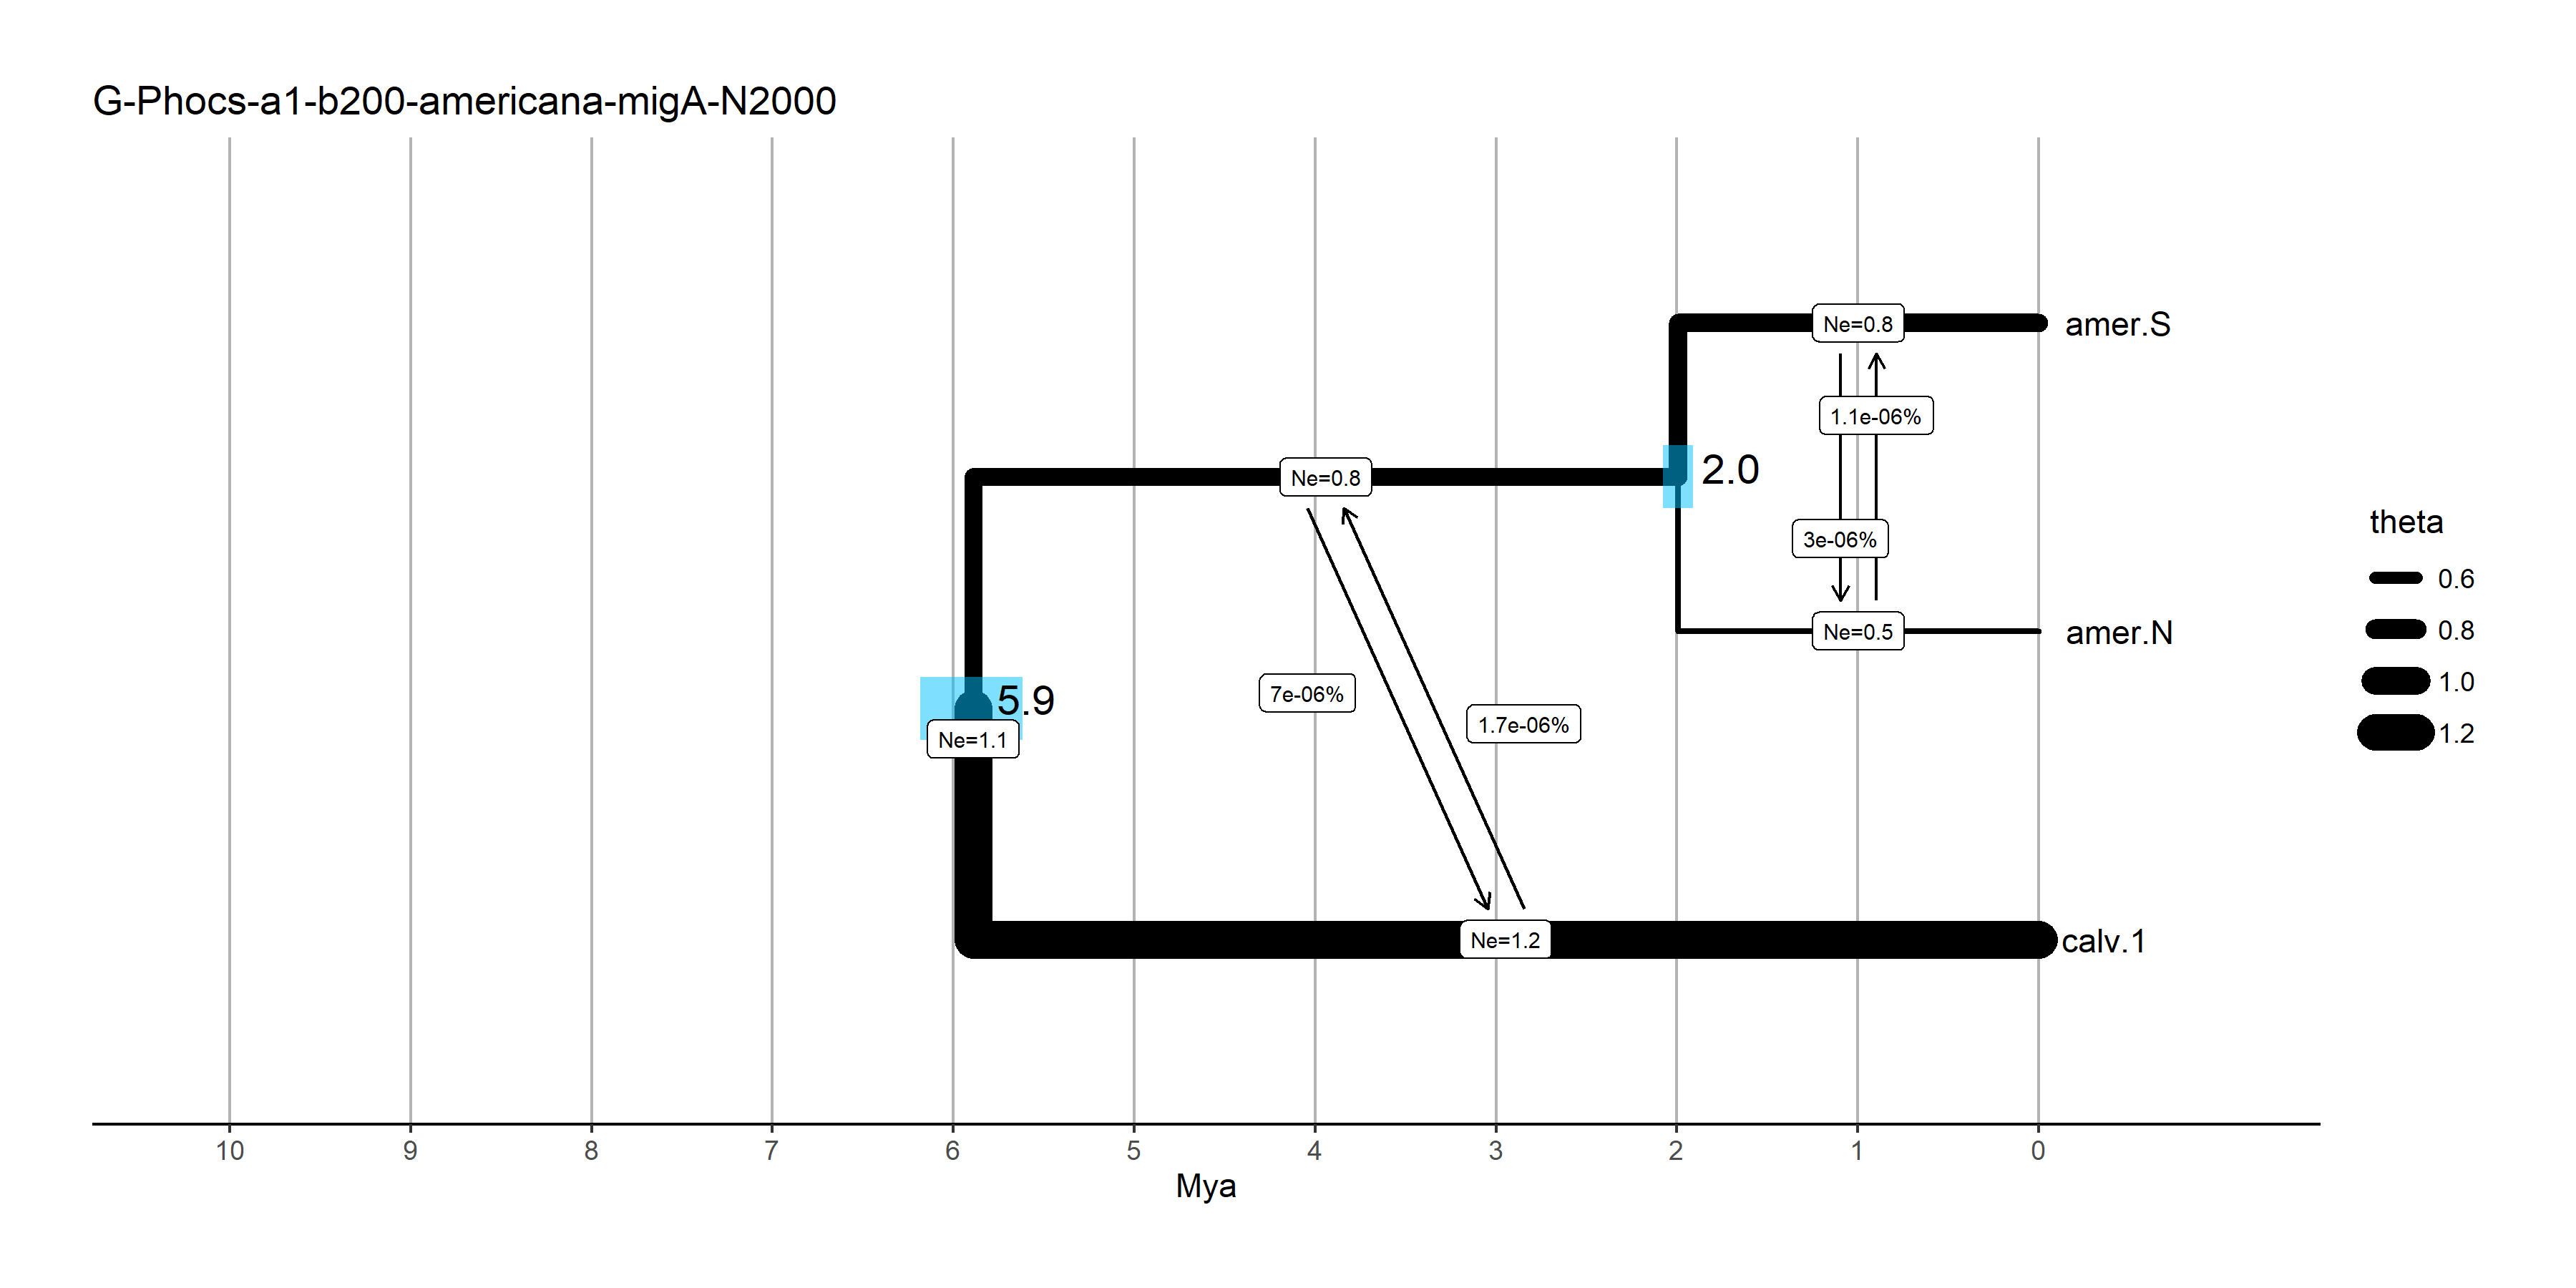 G-Phocs-a1-b200-americana-migA-N2000
Ne=0.8
amer.S
1.1e-06%
2.0
Ne=0.8
3e-06%
Ne=0.5
amer.N
5.9
7e-06%
1.7e-06%
Ne=1.1
Ne=1.2
calv.1
theta
0.6
0.8
1.0
1.2
10 9 8 7 6 5 4 3 2 1 0
Mya